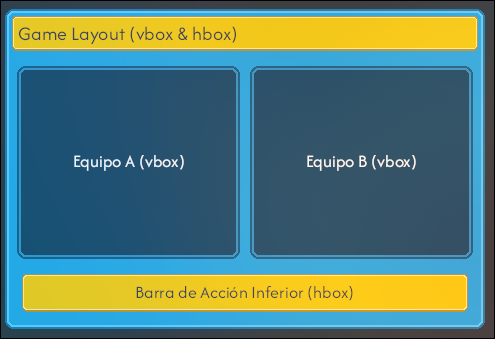 Game Layout (vbox & hbox)
Equipo A (vbox)
Equipo B (vbox)
Barra de Acción Inferior (hbox)